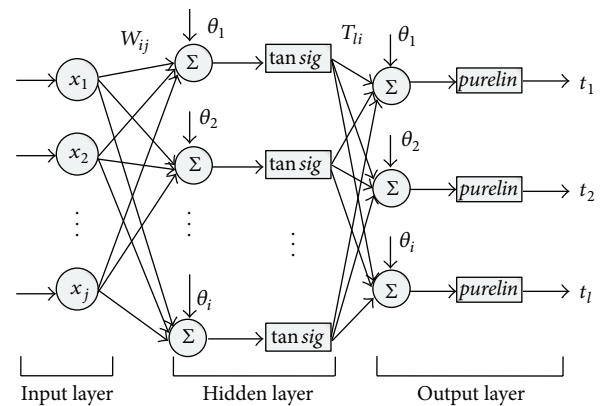 W_ij θ_1 T_li θ_1
x_1 Σ tan sig Σ purelin t_1
θ_2 θ_2
x_2 Σ tan sig Σ purelin t_2
⋮ ⋮ ⋮
θ_i θ_i
x_j Σ purelin t_l
Σ tan sig
Input layer Hidden layer Output layer